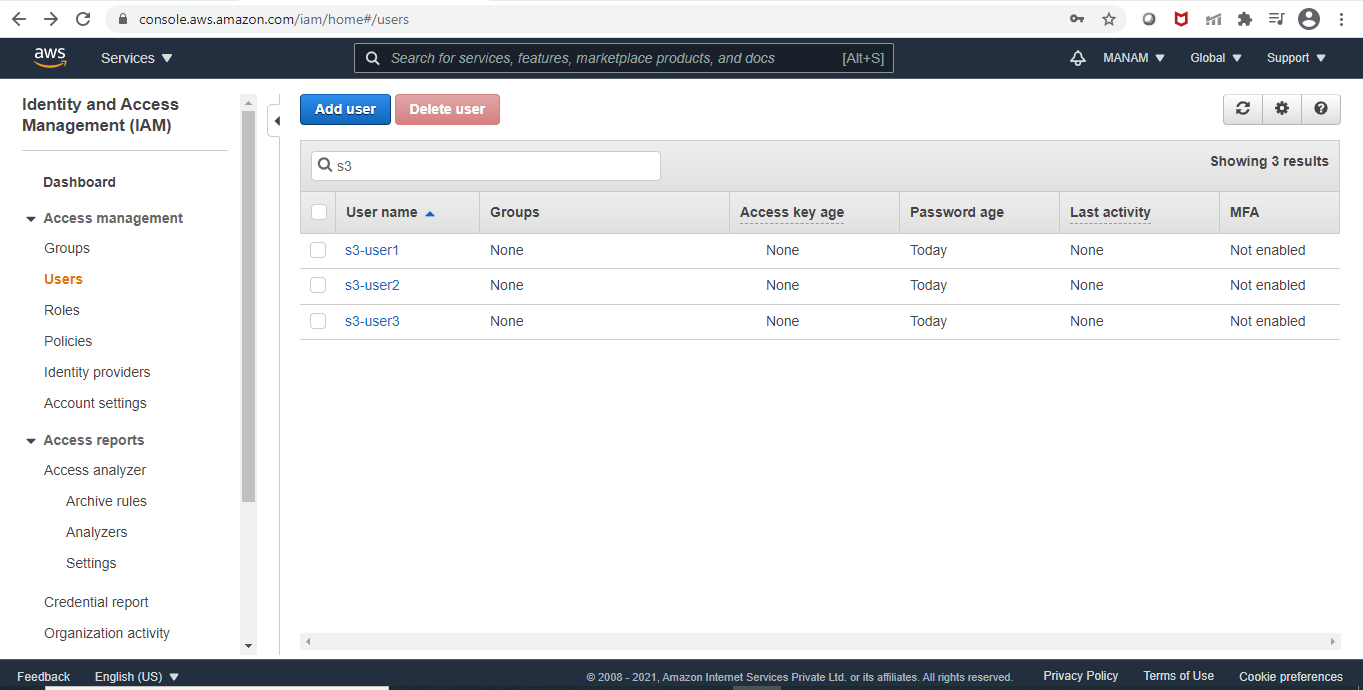 console.aws.amazon.com/iam/home#/users
aws
Services
Search for services, features, marketplace products, and docs
[Alt+S]
MANAM
Global
Support
Identity and Access
Management (IAM)
Dashboard
Access management
Groups
Users
Roles
Policies
Identity providers
Account settings
Access reports
Access analyzer
Archive rules
Analyzers
Settings
Credential report
Organization activity
Add user
Delete user
s3
Showing 3 results
User name Groups Access key age Password age Last activity MFA
s3-user1 None None Today None Not enabled
s3-user2 None None Today None Not enabled
s3-user3 None None Today None Not enabled
Feedback
English (US)
© 2008 - 2021, Amazon Internet Services Private Ltd. or its affiliates. All rights reserved.
Privacy Policy
Terms of Use
Cookie preferences